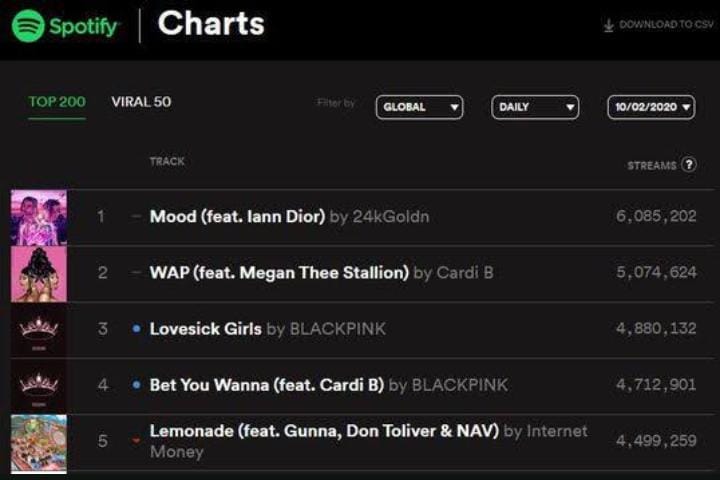 Spotify | Charts
DOWNLOAD TO CSV
TOP 200 VIRAL 50 Filter by GLOBAL DAILY 10/02/2020
TRACK STREAMS ?
1 – Mood (feat. Iann Dior) by 24kGoldn 6,085,202
2 – WAP (feat. Megan Thee Stallion) by Cardi B 5,074,624
3 Lovesick Girls by BLACKPINK 4,880,132
4 Bet You Wanna (feat. Cardi B) by BLACKPINK 4,712,901
5 Lemonade (feat. Gunna, Don Toliver & NAV) by Internet
Money 4,499,259